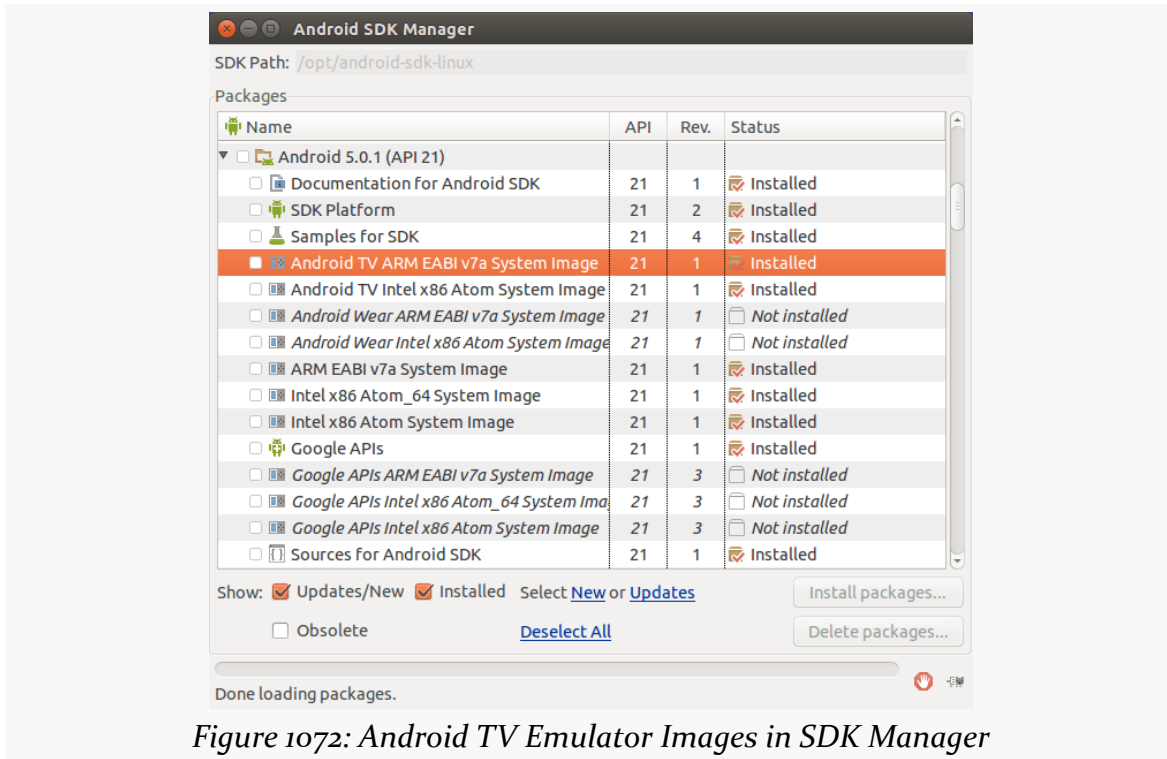 Android SDK Manager
SDK Path: /opt/android-sdk-linux
Packages
Name API Rev. Status
Android 5.0.1 (API 21)
Documentation for Android SDK 21 1 Installed
SDK Platform 21 2 Installed
Samples for SDK 21 4 Installed
Android TV ARM EABI v7a System Image 21 1 Installed
Android TV Intel x86 Atom System Image 21 1 Installed
Android Wear ARM EABI v7a System Image 21 1 Not installed
Android Wear Intel x86 Atom System Image 21 1 Not installed
ARM EABI v7a System Image 21 1 Installed
Intel x86 Atom_64 System Image 21 1 Installed
Intel x86 Atom System Image 21 1 Installed
Google APIs 21 1 Installed
Google APIs ARM EABI v7a System Image 21 3 Not installed
Google APIs Intel x86 Atom_64 System Ima 21 3 Not installed
Google APIs Intel x86 Atom System Image 21 3 Not installed
Sources for Android SDK 21 1 Installed
Show: Updates/New Installed Select New or Updates Install packages...
Obsolete Deselect All Delete packages...
Done loading packages.
Figure 1072: Android TV Emulator Images in SDK Manager